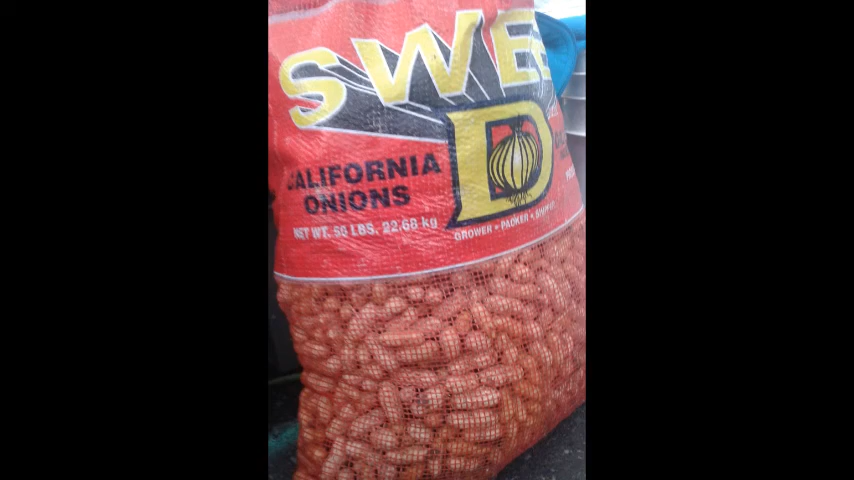 SWEE
D
CALIFORNIA
ONIONS
NET WT. 50 LBS. 22.68 kg
GROWER • PACKER •